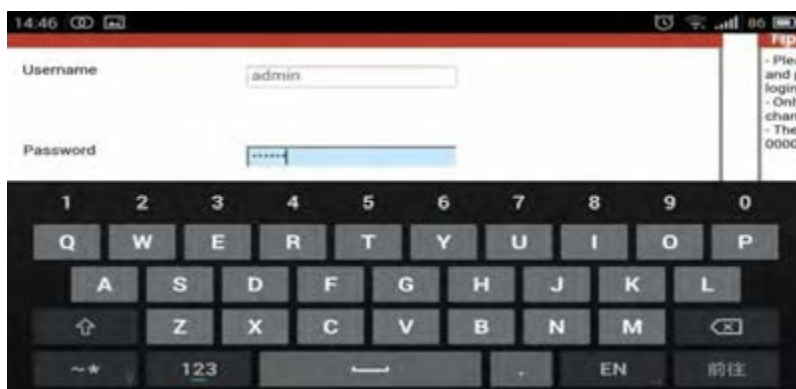 14:46 86
Username admin
and
login
- Onl
chan
- The
Password ······ 0000
1 2 3 4 5 6 7 8 9 0
Q W E R T Y U I O P
A S D F G H J K L
Z X C V B N M
~* 123 . EN 前往